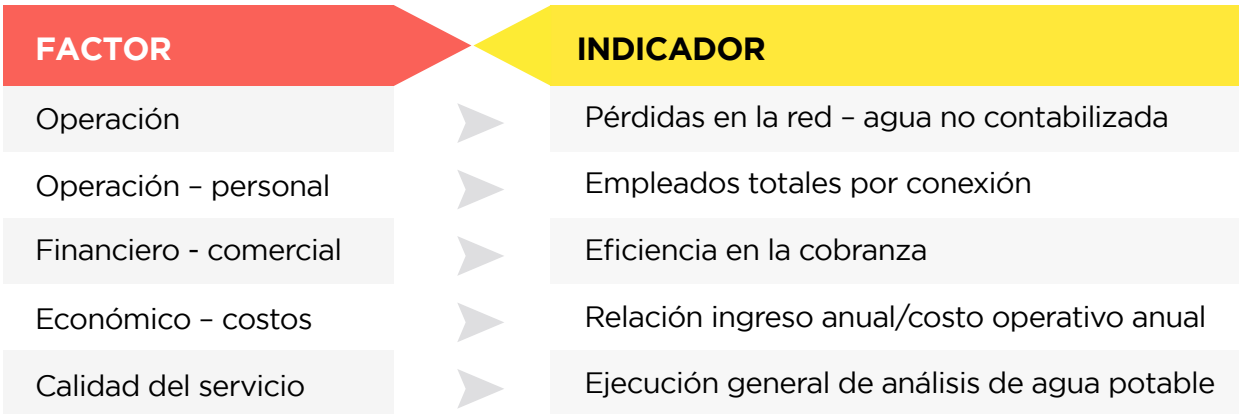 FACTOR INDICADOR
Operación Pérdidas en la red – agua no contabilizada
Operación – personal Empleados totales por conexión
Financiero - comercial Eficiencia en la cobranza
Económico – costos Relación ingreso anual/costo operativo anual
Calidad del servicio Ejecución general de análisis de agua potable